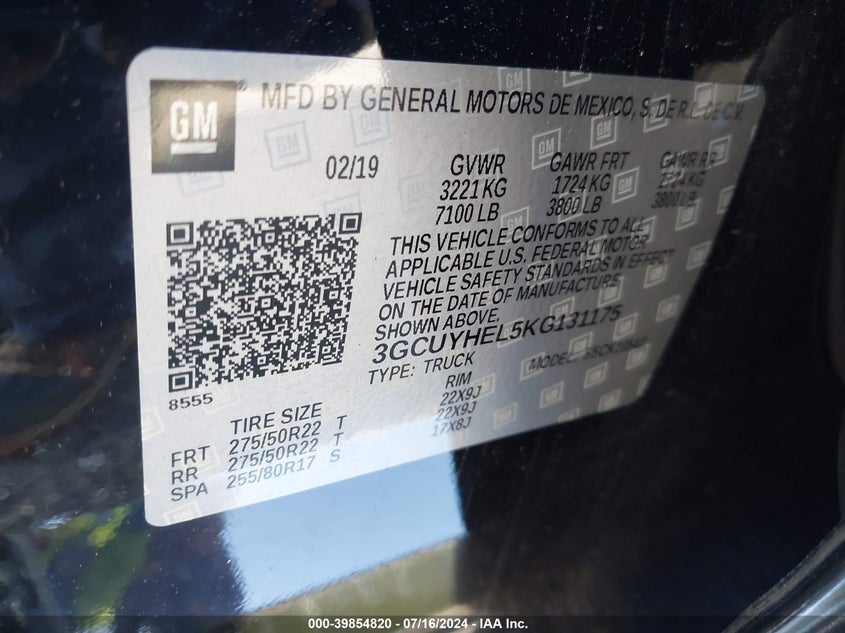 GM MFD BY GENERAL MOTORS DE MEXICO, S. DE R.L. DE C.V.
02/19 GVWR GAWR FRT GAWR RR
3221 KG 1724 KG 1724 KG
7100 LB 3800 LB 3800 LB
THIS VEHICLE CONFORMS TO ALL
APPLICABLE U.S. FEDERAL MOTOR
VEHICLE SAFETY STANDARDS IN EFFECT
ON THE DATE OF MANUFACTURE
SHOWN ABOVE.
3GCUYHEL5KG131175
TYPE: TRUCK MODEL:
8555
TIRE SIZE RIM
FRT 275/50R22 T 22X9J
RR 275/50R22 T 22X9J
SPA 255/80R17 S 17X8J
000-39854820 - 07/16/2024 - IAA Inc.